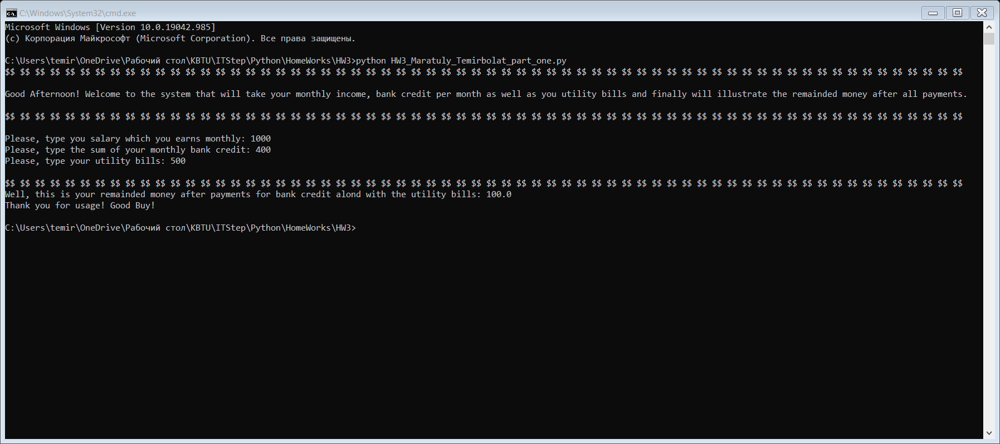 C:\Windows\System32\cmd.exe
Microsoft Windows [Version 10.0.19042.985]
(c) Корпорация Майкрософт (Microsoft Corporation). Все права защищены.
C:\Users\temir\OneDrive\Рабочий стол\KBTU\ITStep\Python\HomeWorks\HW3>python HW3_Maratuly_Temirbolat_part_one.py
$$ $$ $$ $$ $$ $$ $$ $$ $$ $$ $$ $$ $$ $$ $$ $$ $$ $$ $$ $$ $$ $$ $$ $$ $$ $$ $$ $$ $$ $$ $$ $$ $$ $$ $$ $$ $$ $$ $$ $$ $$ $$ $$ $$ $$ $$ $$ $$ $$ $$ $$ $$ $$ $$ $$ $$ $$ $$ $$ $$ $$ $$ $$ $$
Good Afternoon! Welcome to the system that will take your monthly income, bank credit per month as well as you utility bills and finally will illustrate the remainded money after all payments.
$$ $$ $$ $$ $$ $$ $$ $$ $$ $$ $$ $$ $$ $$ $$ $$ $$ $$ $$ $$ $$ $$ $$ $$ $$ $$ $$ $$ $$ $$ $$ $$ $$ $$ $$ $$ $$ $$ $$ $$ $$ $$ $$ $$ $$ $$ $$ $$ $$ $$ $$ $$ $$ $$ $$ $$ $$ $$ $$ $$ $$ $$ $$ $$
Please, type you salary which you earns monthly: 1000
Please, type the sum of your monthly bank credit: 400
Please, type your utility bills: 500
$$ $$ $$ $$ $$ $$ $$ $$ $$ $$ $$ $$ $$ $$ $$ $$ $$ $$ $$ $$ $$ $$ $$ $$ $$ $$ $$ $$ $$ $$ $$ $$ $$ $$ $$ $$ $$ $$ $$ $$ $$ $$ $$ $$ $$ $$ $$ $$ $$ $$ $$ $$ $$ $$ $$ $$ $$ $$ $$ $$ $$ $$ $$ $$
Well, this is your remainded money after payments for bank credit alond with the utility bills: 100.0
Thank you for usage! Good Buy!
C:\Users\temir\OneDrive\Рабочий стол\KBTU\ITStep\Python\HomeWorks\HW3>